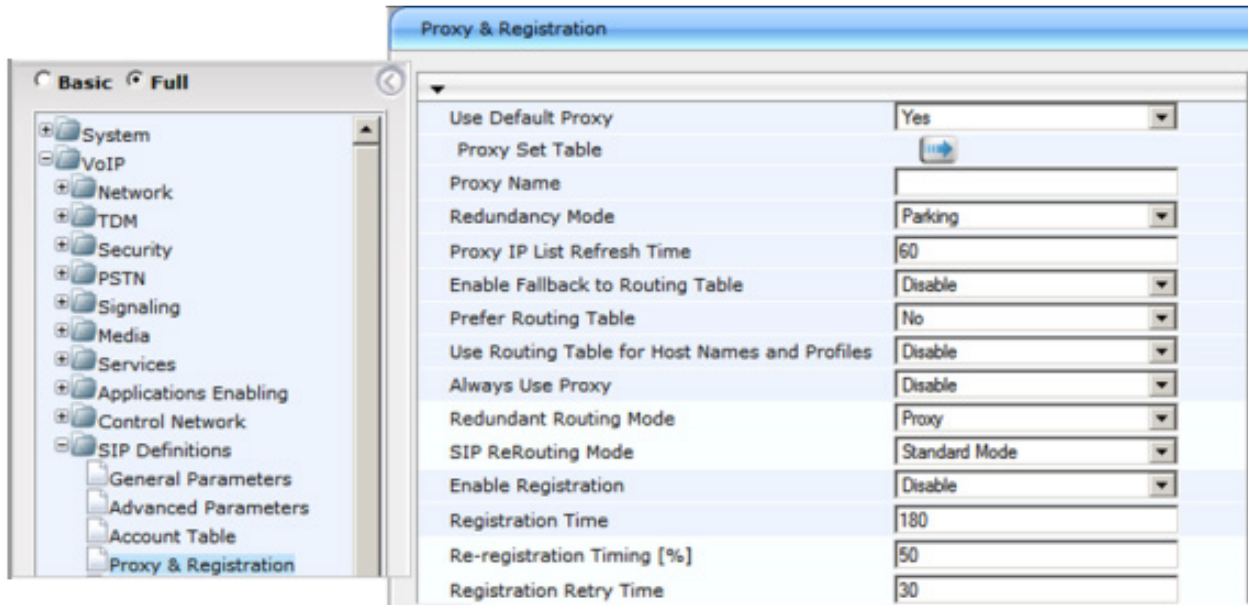 Proxy & Registration
Basic Full
System
VoIP
Network
TDM
Security
PSTN
Signaling
Media
Services
Applications Enabling
Control Network
SIP Definitions
General Parameters
Advanced Parameters
Account Table
Proxy & Registration
Use Default Proxy Yes
Proxy Set Table
Proxy Name
Redundancy Mode Parking
Proxy IP List Refresh Time 60
Enable Fallback to Routing Table Disable
Prefer Routing Table No
Use Routing Table for Host Names and Profiles Disable
Always Use Proxy Disable
Redundant Routing Mode Proxy
SIP ReRouting Mode Standard Mode
Enable Registration Disable
Registration Time 180
Re-registration Timing [%] 50
Registration Retry Time 30